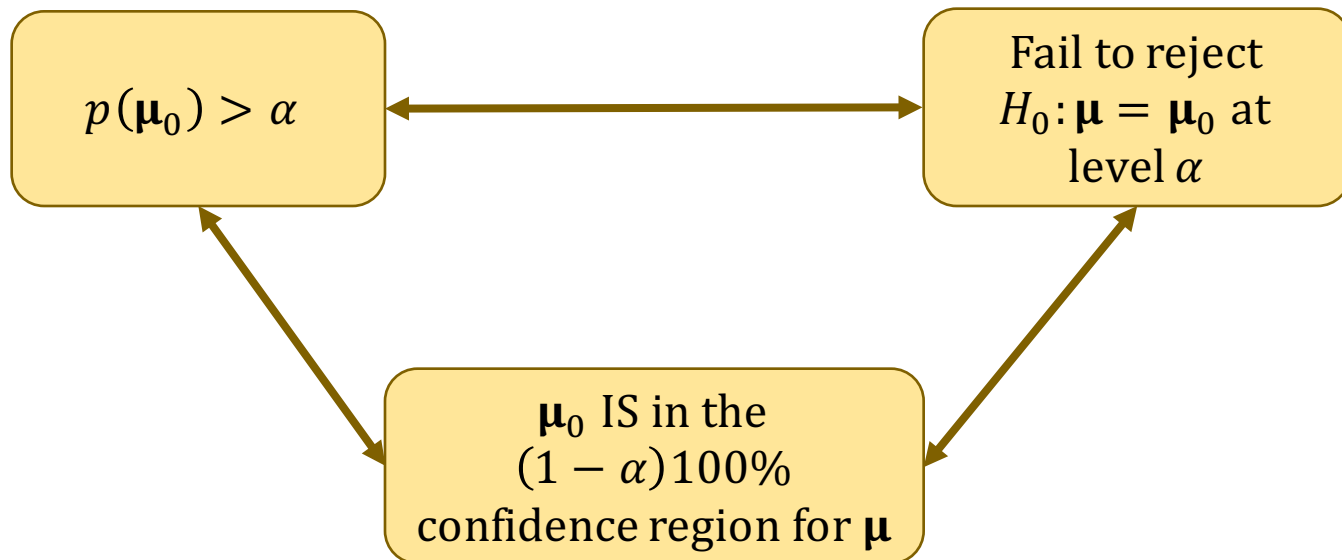 p(𝛍₀) > α
Fail to reject
H₀: 𝛍 = 𝛍₀ at
level α
𝛍₀ IS in the
(1 − α)100%
confidence region for 𝛍